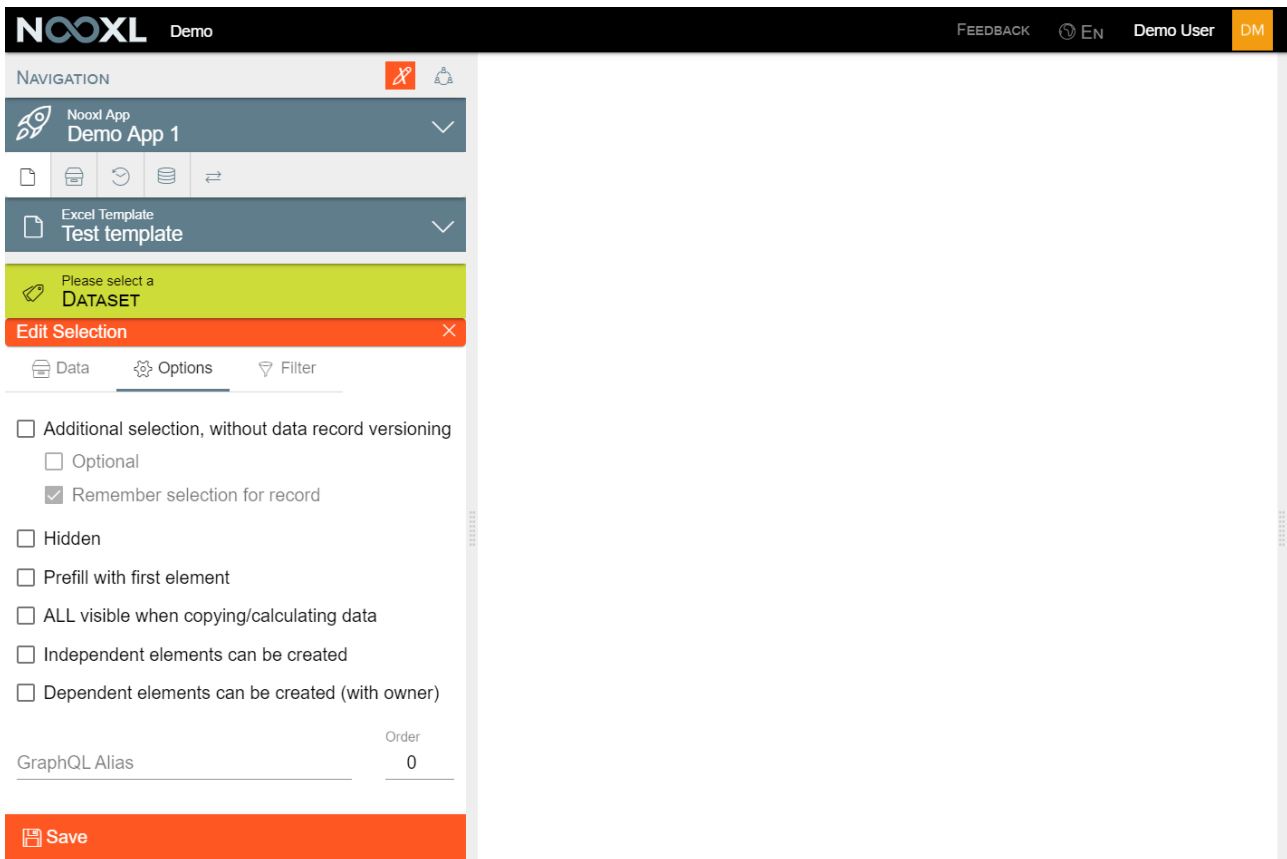 NOOXL Demo FEEDBACK EN Demo User DM
NAVIGATION
Nooxl App
Demo App 1
Excel Template
Test template
Please select a
DATASET
Edit Selection
Data Options Filter
Additional selection, without data record versioning
Optional
Remember selection for record
Hidden
Prefill with first element
ALL visible when copying/calculating data
Independent elements can be created
Dependent elements can be created (with owner)
Order
GraphQL Alias 0
Save